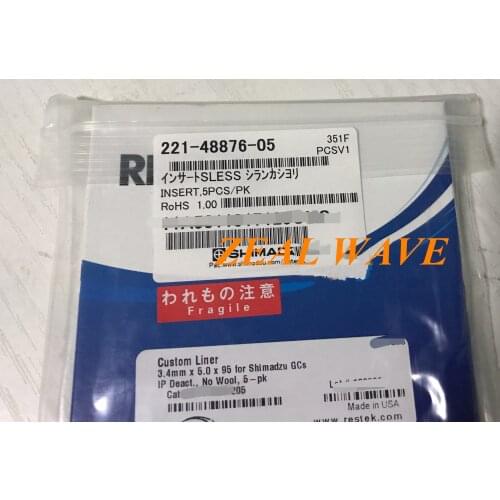 221-48876-05
351F
PCSV1
インサートSLESS シランカシヨリ
INSERT,5PCS/PK
RoHS 1.00
ZEAL WAVE
われもの注意
Fragile
Custom Liner
3.4mm x 5.0 x 95 for Shimadzu GCs
IP Deact., No Wool, 5-pk
Cat
205
Made in USA
www.restek.com